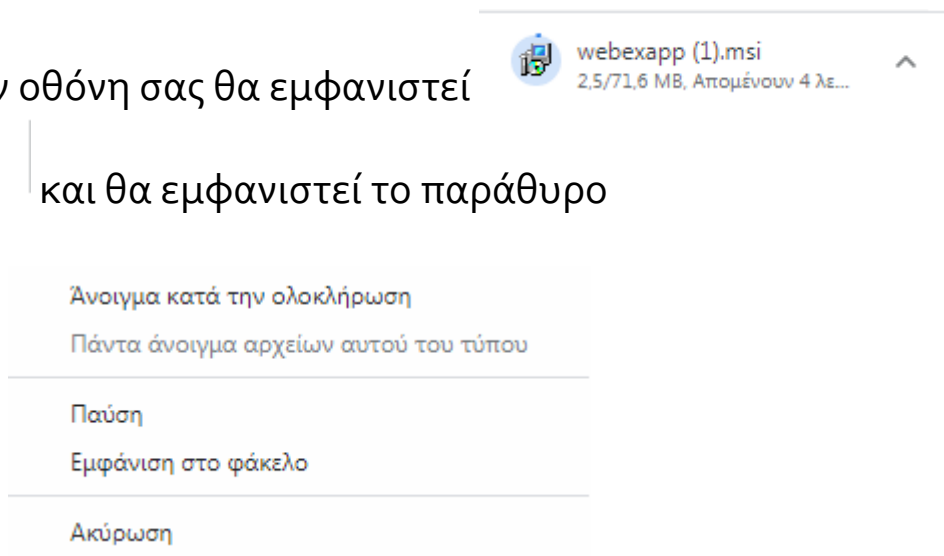 webexapp (1).msi
2,5/71,6 MB, Απομένουν 4 λε...
ν οθόνη σας θα εμφανιστεί
και θα εμφανιστεί το παράθυρο
Άνοιγμα κατά την ολοκλήρωση
Πάντα άνοιγμα αρχείων αυτού του τύπου
Παύση
Εμφάνιση στο φάκελο
Ακύρωση